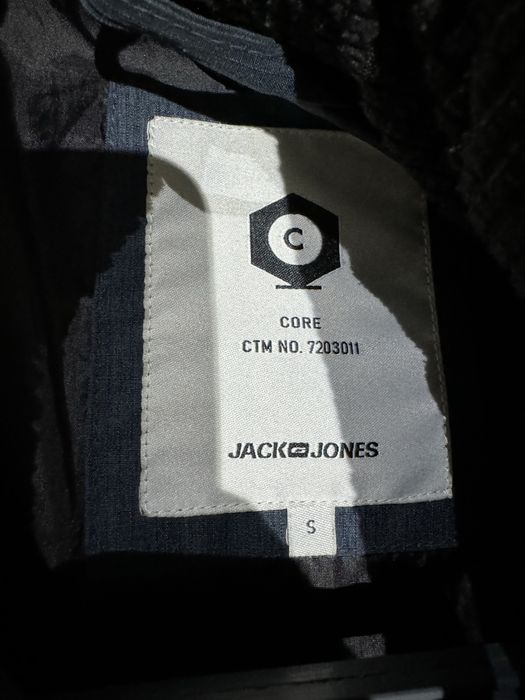 C
CORE
CTM NO. 7203011
JACK JONES
S